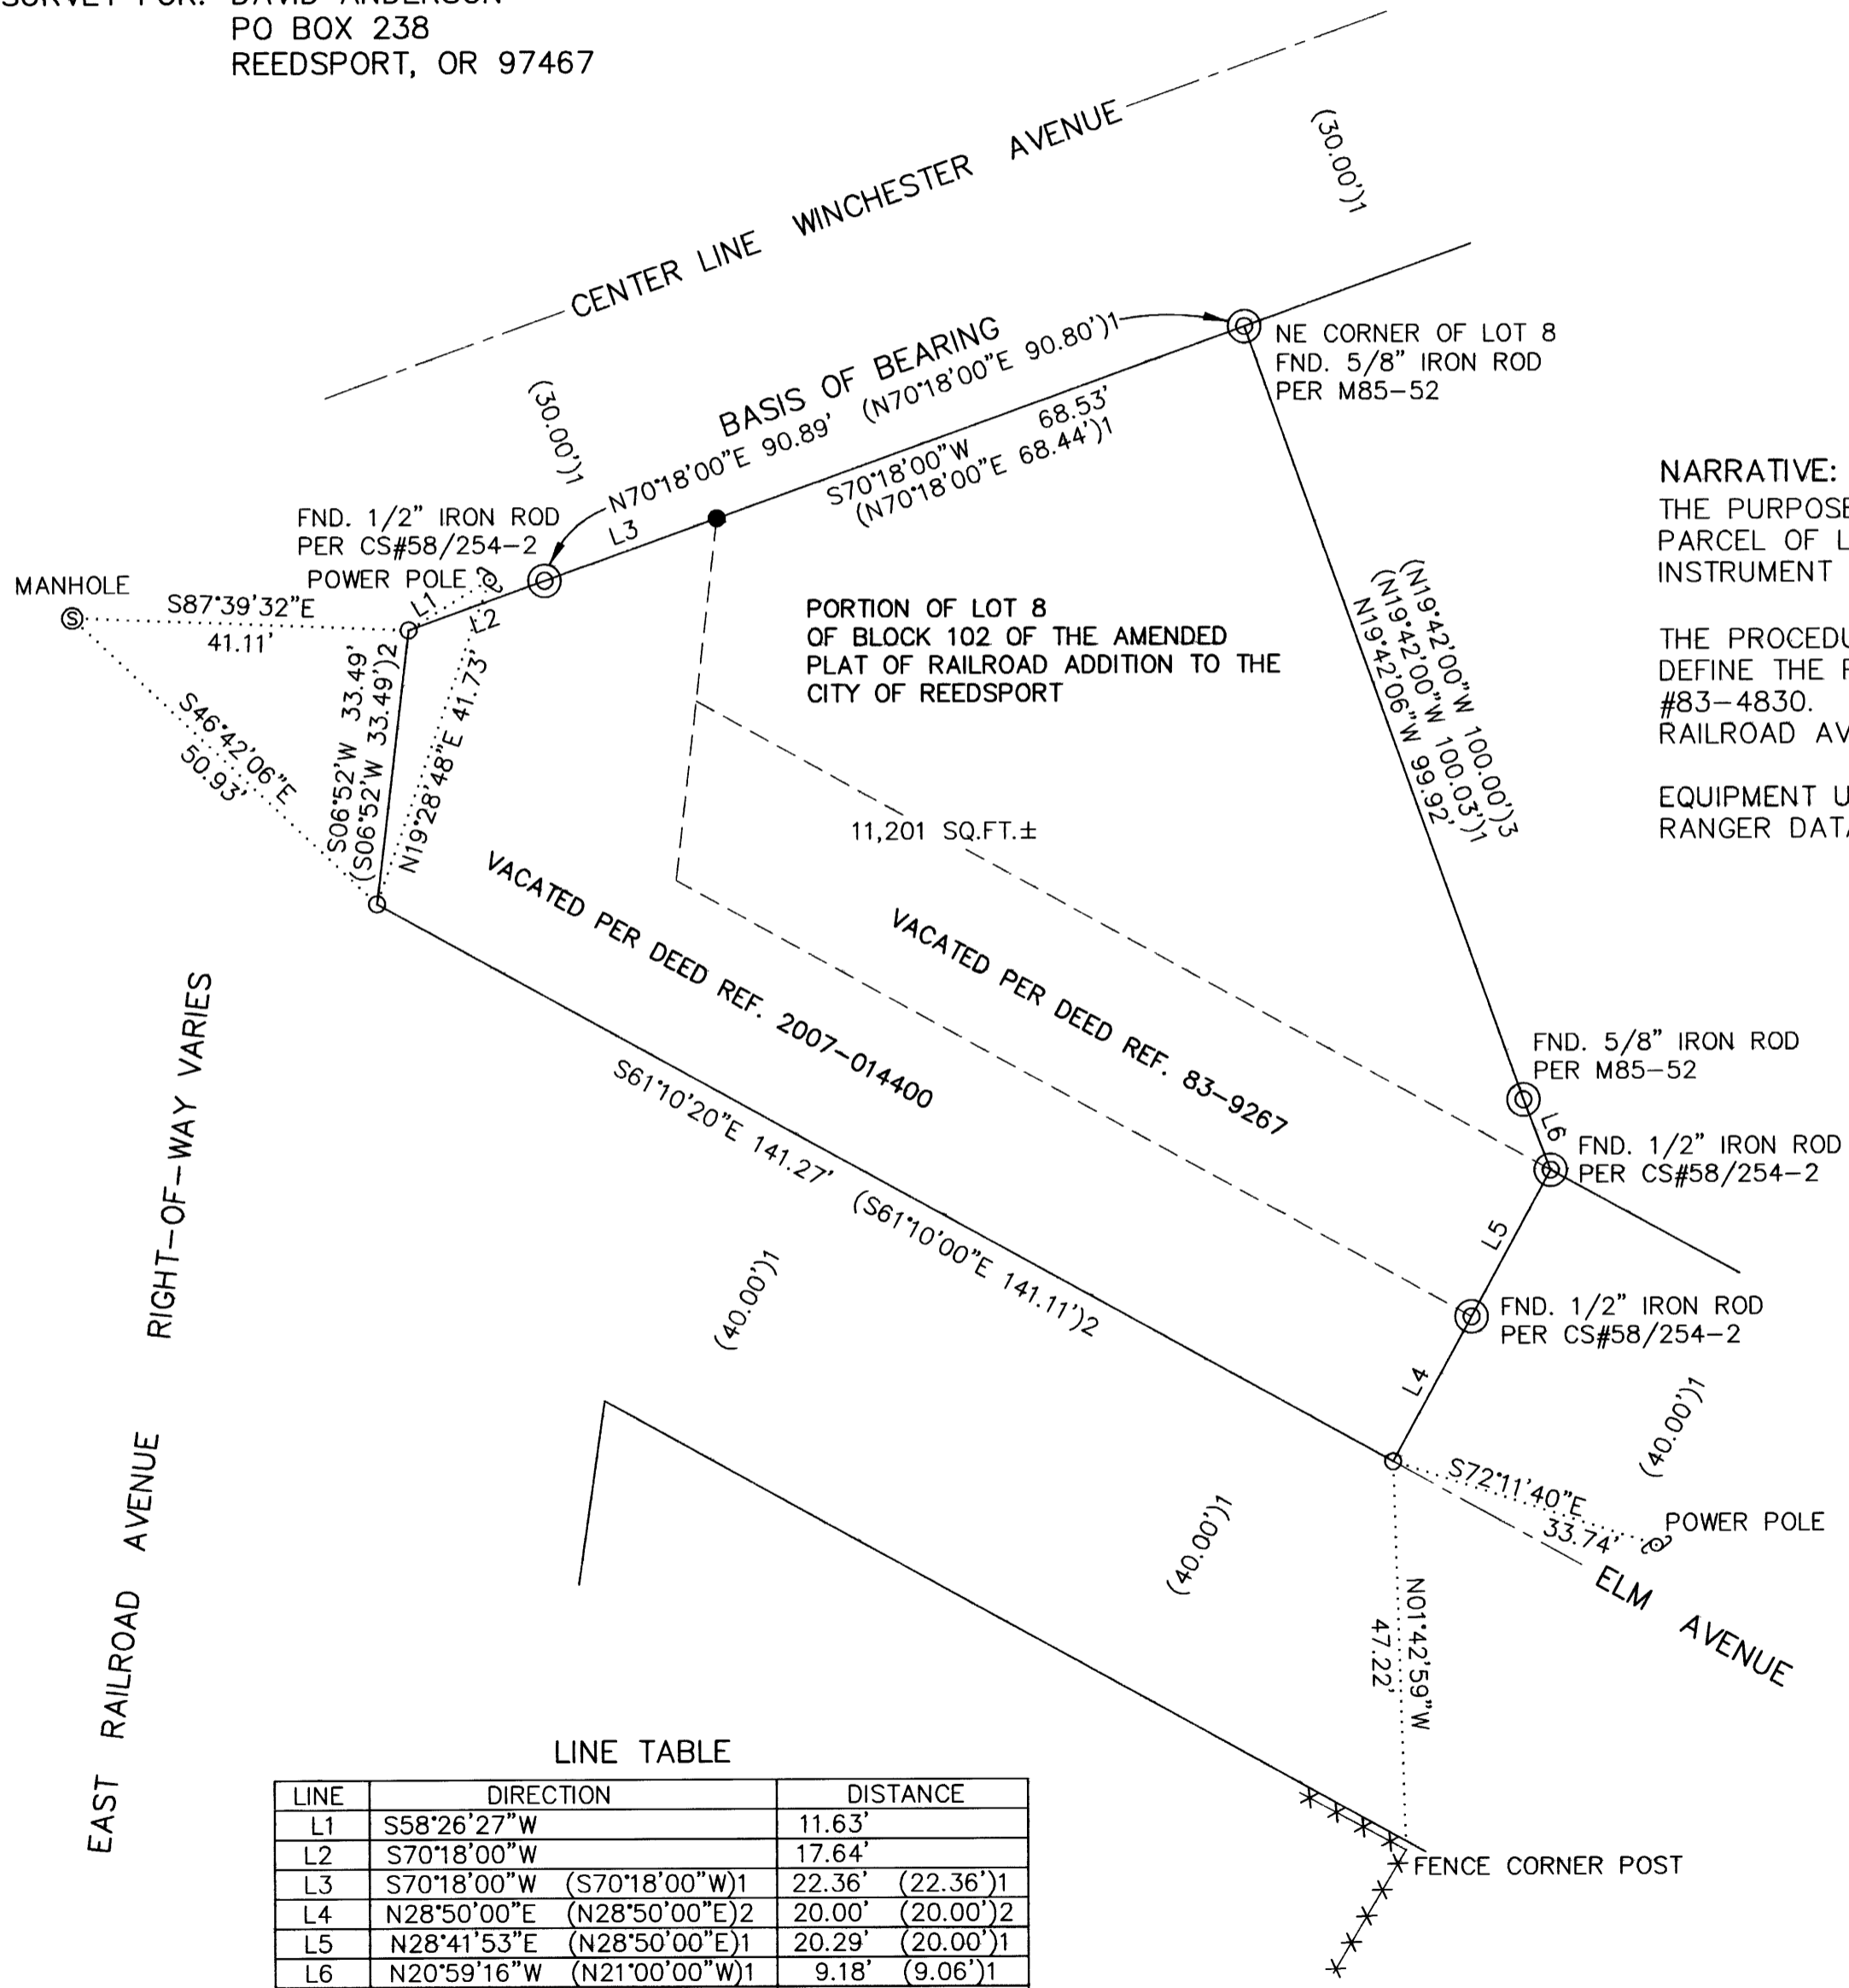 PO BOX 238
REEDSPORT, OR 97467
CENTER LINE WINCHESTER AVENUE
(30.00')1
(30.00')1
BASIS OF BEARING
N70°18'00"E 90.89' (N70°18'00"E 90.80')1
S70°18'00"W 68.53'
(N70°18'00"E 68.44')1
NE CORNER OF LOT 8
FND. 5/8" IRON ROD
PER M85-52
FND. 1/2" IRON ROD
PER CS#58/254-2
POWER POLE
L1
L2
L3
MANHOLE
S
S87°39'32"E
41.11'
S46°42'06"E
50.93'
S06°52'W 33.49'
(S06°52'W 33.49')2
N19°28'48"E 41.73'
PORTION OF LOT 8
OF BLOCK 102 OF THE AMENDED
PLAT OF RAILROAD ADDITION TO THE
CITY OF REEDSPORT
(N19°42'00"W 100.00')3
(N19°42'00"W 100.03')1
N19°42'06"W 99.92'
NARRATIVE:
THE PURPOSE
PARCEL OF L
INSTRUMENT
THE PROCEDU
DEFINE THE
#83-4830.
RAILROAD AV
EQUIPMENT U
RANGER DATA
11,201 SQ.FT.±
VACATED PER DEED REF. 2007-014400
VACATED PER DEED REF. 83-9267
S61°10'20"E 141.27' (S61°10'00"E 141.11')2
FND. 5/8" IRON ROD
PER M85-52
L6
FND. 1/2" IRON ROD
PER CS#58/254-2
L5
FND. 1/2" IRON ROD
PER CS#58/254-2
L4
(40.00')1
(40.00')1
(40.00')1
S72°11'40"E
33.74'
POWER POLE
ELM AVENUE
N01°42'59"W
47.22'
FENCE CORNER POST
EAST RAILROAD AVENUE RIGHT-OF-WAY VARIES
LINE TABLE
LINE DIRECTION DISTANCE
L1 S58°26'27"W 11.63'
L2 S70°18'00"W 17.64'
L3 S70°18'00"W (S70°18'00"W)1 22.36' (22.36')1
L4 N28°50'00"E (N28°50'00"E)2 20.00' (20.00')2
L5 N28°41'53"E (N28°50'00"E)1 20.29' (20.00')1
L6 N20°59'16"W (N21°00'00"W)1 9.18' (9.06')1